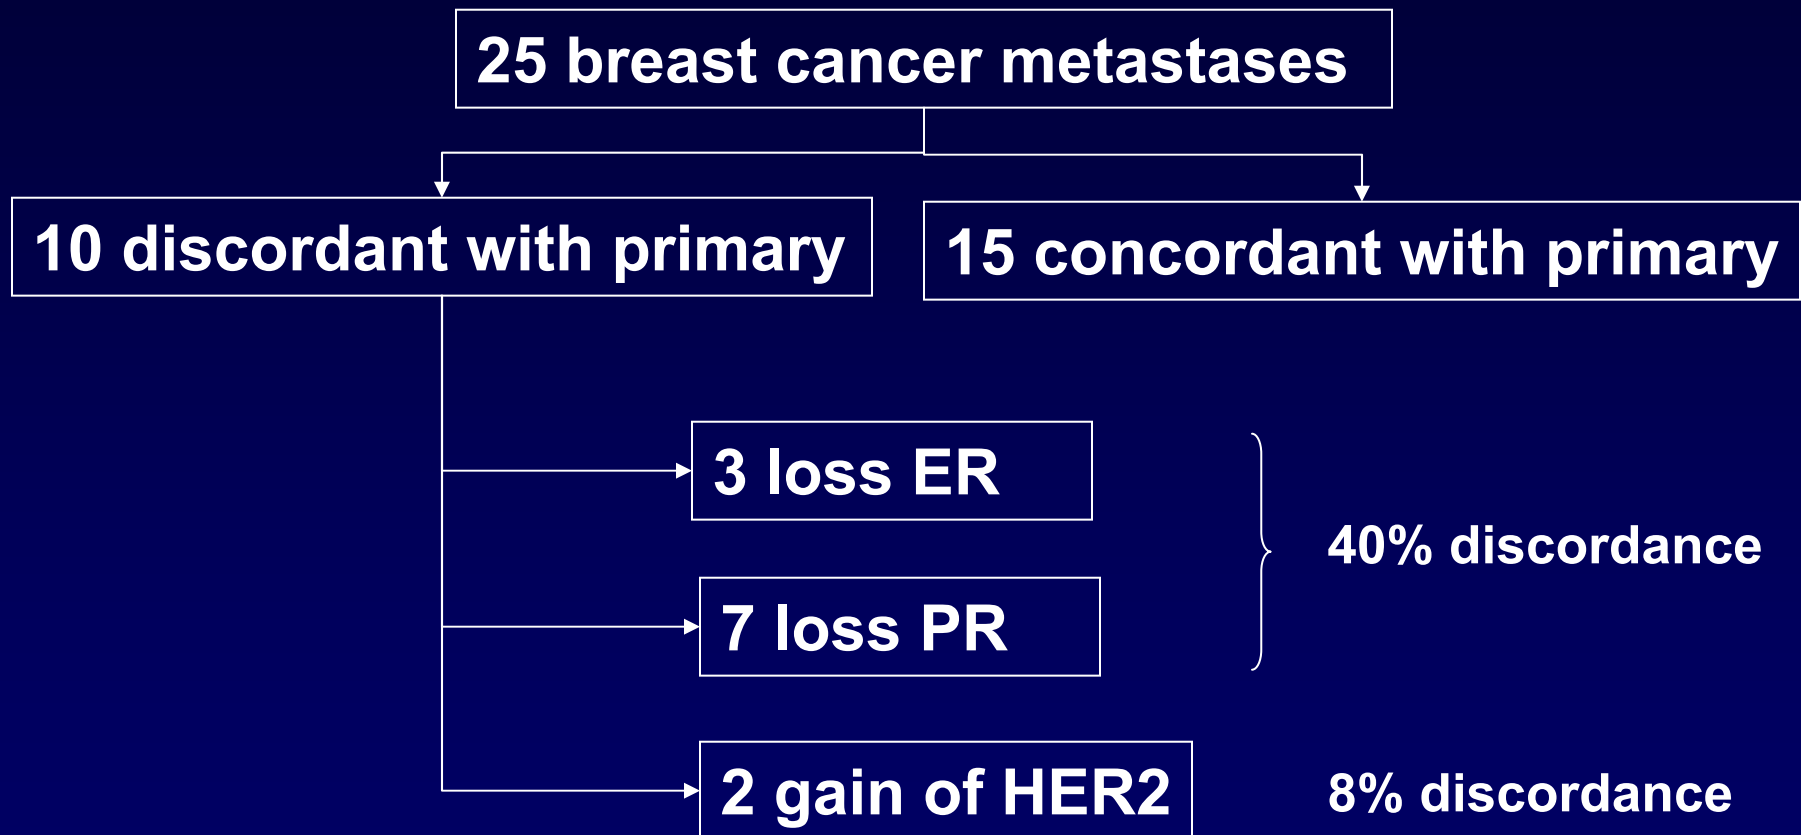 25 breast cancer metastases
10 discordant with primary
15 concordant with primary
3 loss ER
40% discordance
7 loss PR
2 gain of HER2
8% discordance